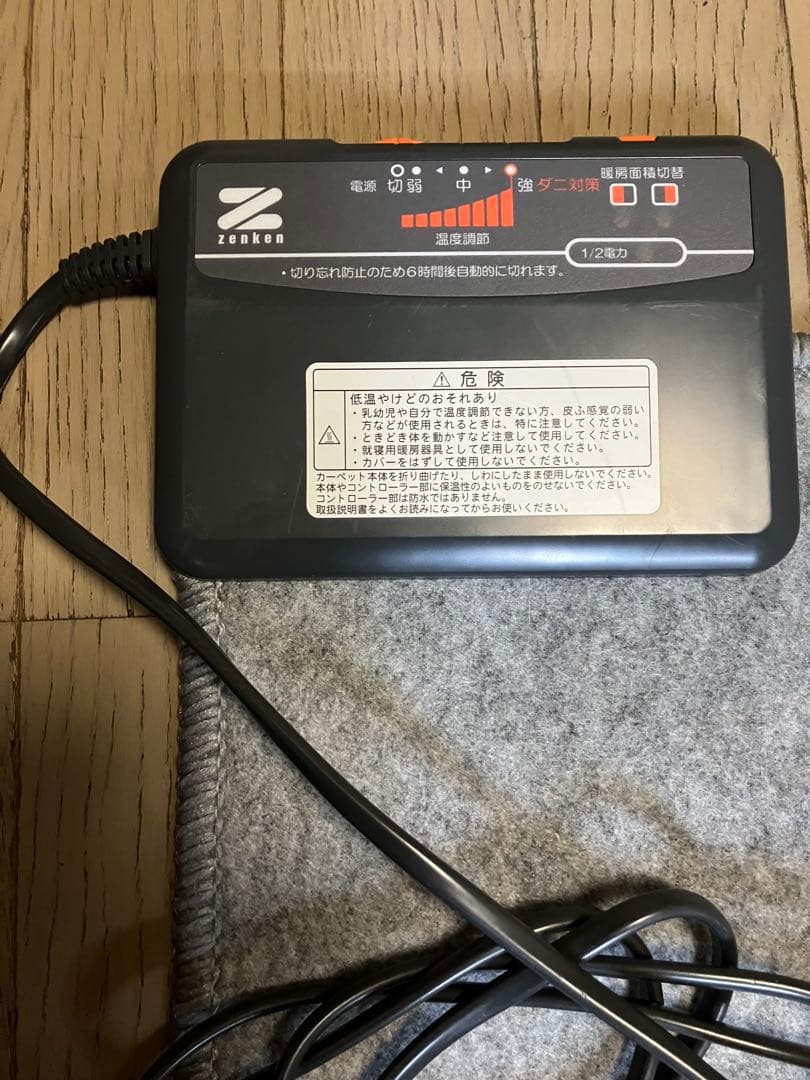 zenken
電源 切 弱 中 強 ダニ対策
暖房面積切替
温度調節
1/2電力
・切り忘れ防止のため6時間後自動的に切れます。
⚠ 危険
低温やけどのおそれあり
・乳幼児や自分で温度調節できない方、皮ふ感覚の弱い
方などが使用されるときは、特に注意してください。
・ときどき体を動かすなど注意して使用してください。
・就寝用暖房器具として使用しないでください。
・カバーをはずして使用しないでください。
カーペット本体を折り曲げたり、しわにしたまま使用しないでください。
本体やコントローラー部に保温性のよいものをのせないでください。
コントローラー部は防水ではありません。
取扱説明書をよくお読みになってからお使いください。